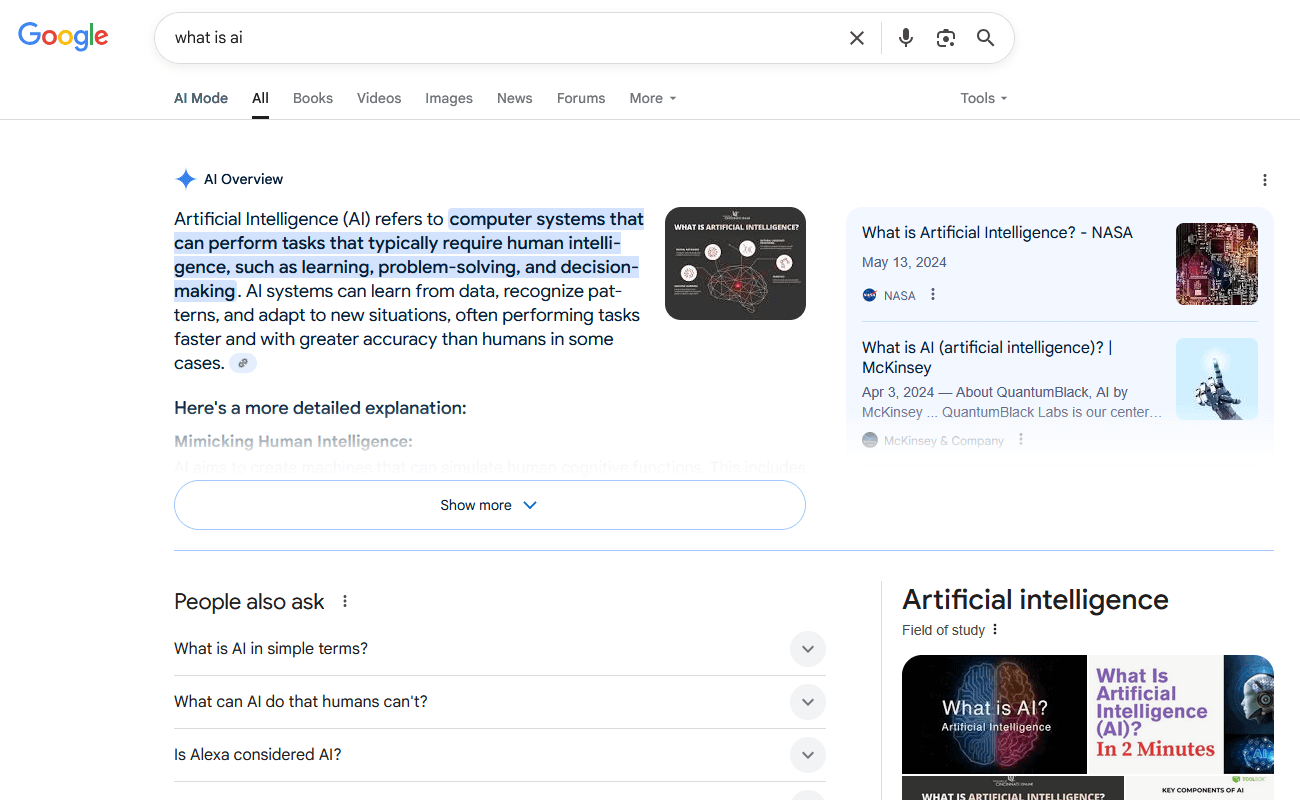 Google
what is ai
AI Mode
All
Books
Videos
Images
News
Forums
More
Tools
AI Overview
Artificial Intelligence (AI) refers to computer systems that
can perform tasks that typically require human intelli-
gence, such as learning, problem-solving, and decision-
making. AI systems can learn from data, recognize pat-
terns, and adapt to new situations, often performing tasks
faster and with greater accuracy than humans in some
cases.
WHAT IS ARTIFICIAL INTELLIGENCE?
Here's a more detailed explanation:
Mimicking Human Intelligence:
AI aims to create machines that can simulate human cognitive functions. This includes
Show more
What is Artificial Intelligence? - NASA
May 13, 2024
NASA
What is AI (artificial intelligence)? |
McKinsey
Apr 3, 2024 — About QuantumBlack, AI by
McKinsey ... QuantumBlack Labs is our center…
McKinsey & Company
People also ask
What is AI in simple terms?
What can AI do that humans can't?
Is Alexa considered AI?
Artificial intelligence
Field of study
What is AI?
Artificial Intelligence
What Is
Artificial
Intelligence
(AI)?
In 2 Minutes
AI
CINCINNATI ONLINE
WHAT IS ARTIFICIAL INTELLIGENCE?
TOOLBOX
KEY COMPONENTS OF AI